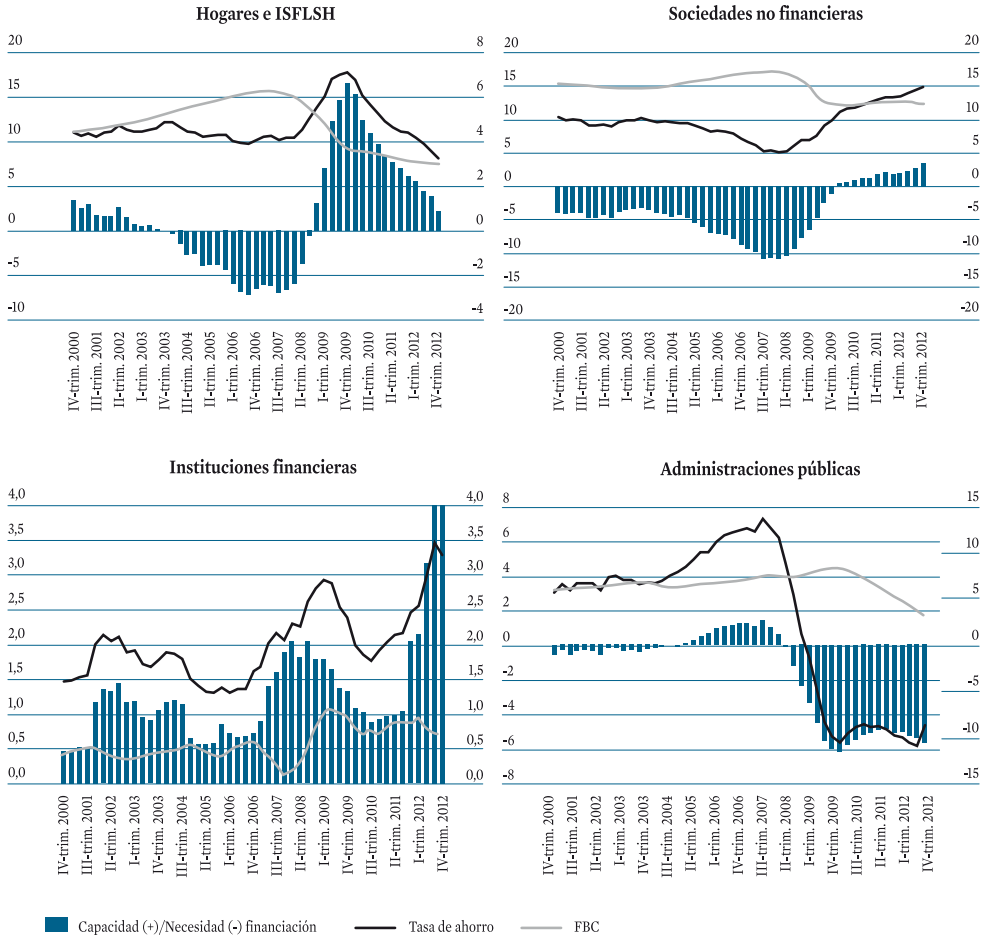 Hogares e ISFLSH
20
15
10
5
0
-5
-10
8
6
4
2
0
-2
-4
IV-trim. 2000
III-trim. 2001
II-trim. 2002
I-trim. 2003
IV-trim. 2003
III-trim. 2004
II-trim. 2005
I-trim. 2006
IV-trim. 2006
III-trim. 2007
II-trim. 2008
I-trim. 2009
IV-trim. 2009
III-trim. 2010
II-trim. 2011
I-trim. 2012
IV-trim. 2012
Sociedades no financieras
20
15
10
5
0
-5
-10
-15
-20
20
15
10
5
0
-5
-10
-15
-20
IV-trim. 2000
III-trim. 2001
II-trim. 2002
I-trim. 2003
IV-trim. 2003
III-trim. 2004
II-trim. 2005
I-trim. 2006
IV-trim. 2006
III-trim. 2007
II-trim. 2008
I-trim. 2009
IV-trim. 2009
III-trim. 2010
II-trim. 2011
I-trim. 2012
IV-trim. 2012
Instituciones financieras
4,0
3,5
3,0
2,5
2,0
1,5
1,0
0,5
0,0
4,0
3,5
3,0
2,5
2,0
1,5
1,0
0,5
0,0
IV-trim. 2000
III-trim. 2001
II-trim. 2002
I-trim. 2003
IV-trim. 2003
III-trim. 2004
II-trim. 2005
I-trim. 2006
IV-trim. 2006
III-trim. 2007
II-trim. 2008
I-trim. 2009
IV-trim. 2009
III-trim. 2010
II-trim. 2011
I-trim. 2012
IV-trim. 2012
Administraciones públicas
8
6
4
2
0
-2
-4
-6
-8
15
10
5
0
-5
-10
-15
IV-trim. 2000
III-trim. 2001
II-trim. 2002
I-trim. 2003
IV-trim. 2003
III-trim. 2004
II-trim. 2005
I-trim. 2006
IV-trim. 2006
III-trim. 2007
II-trim. 2008
I-trim. 2009
IV-trim. 2009
III-trim. 2010
II-trim. 2011
I-trim. 2012
IV-trim. 2012
Capacidad (+)/Necesidad (-) financiación
Tasa de ahorro
FBC